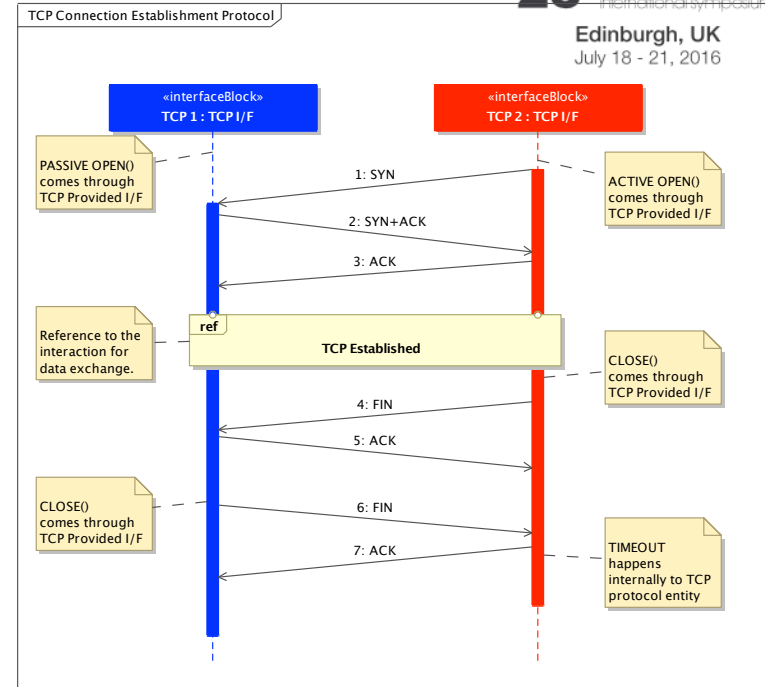 TCP Connection Establishment Protocol
international symposium
Edinburgh, UK
July 18 - 21, 2016
«interfaceBlock»
TCP 1 : TCP I/F
«interfaceBlock»
TCP 2 : TCP I/F
PASSIVE OPEN()
comes through
TCP Provided I/F
ACTIVE OPEN()
comes through
TCP Provided I/F
1: SYN
2: SYN+ACK
3: ACK
ref
TCP Established
Reference to the
interaction for
data exchange.
CLOSE()
comes through
TCP Provided I/F
4: FIN
5: ACK
CLOSE()
comes through
TCP Provided I/F
6: FIN
7: ACK
TIMEOUT
happens
internally to TCP
protocol entity